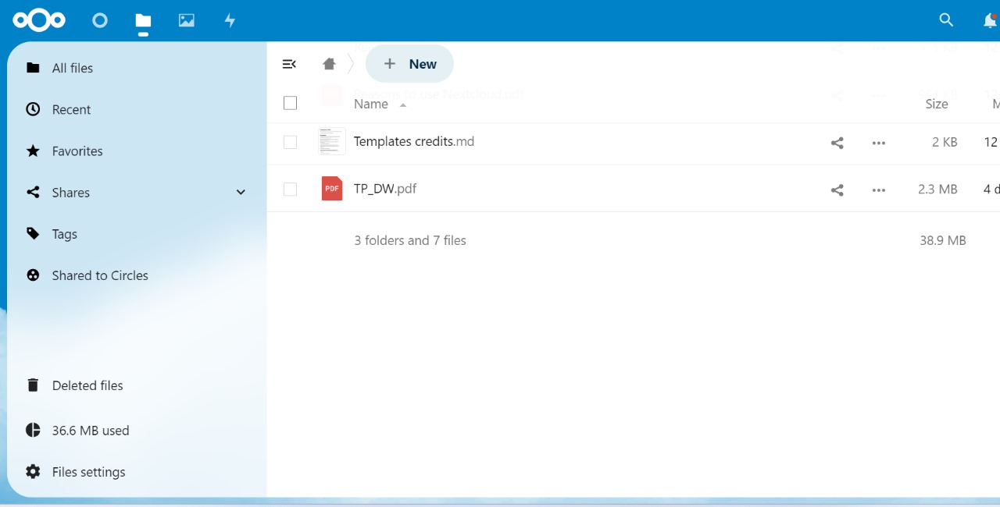 New
Reasons to use Nextcloud.pdf
Name
Size
Templates credits.md
2 KB
12
PDF
TP_DW.pdf
2.3 MB
4 d
3 folders and 7 files
38.9 MB
All files
Recent
Favorites
Shares
Tags
Shared to Circles
Deleted files
36.6 MB used
Files settings